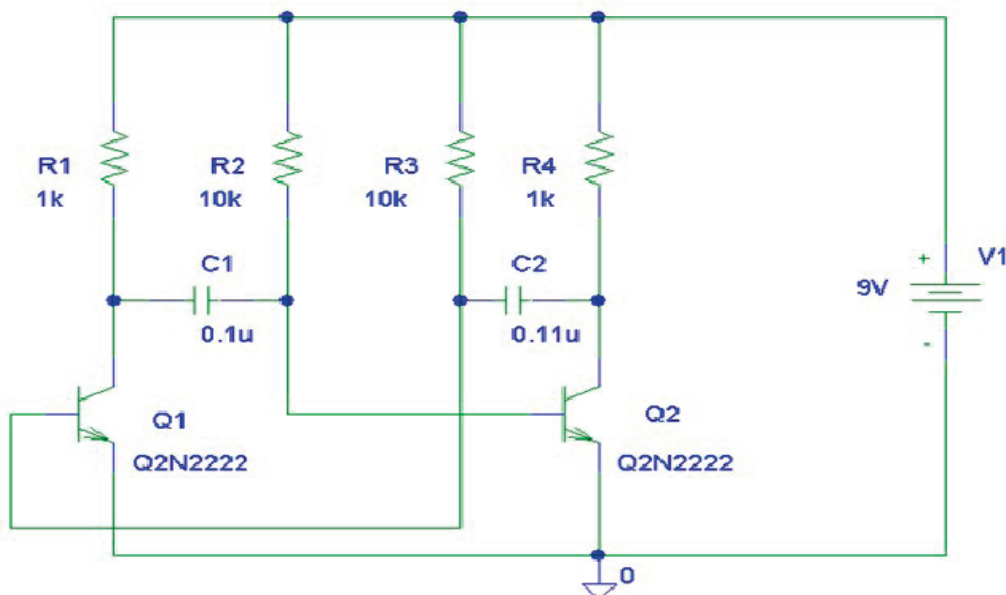 R1
1k
R2
10k
R3
10k
R4
1k
C1
0.1u
C2
0.11u
+
V1
9V
-
Q1
Q2N2222
Q2
Q2N2222
0